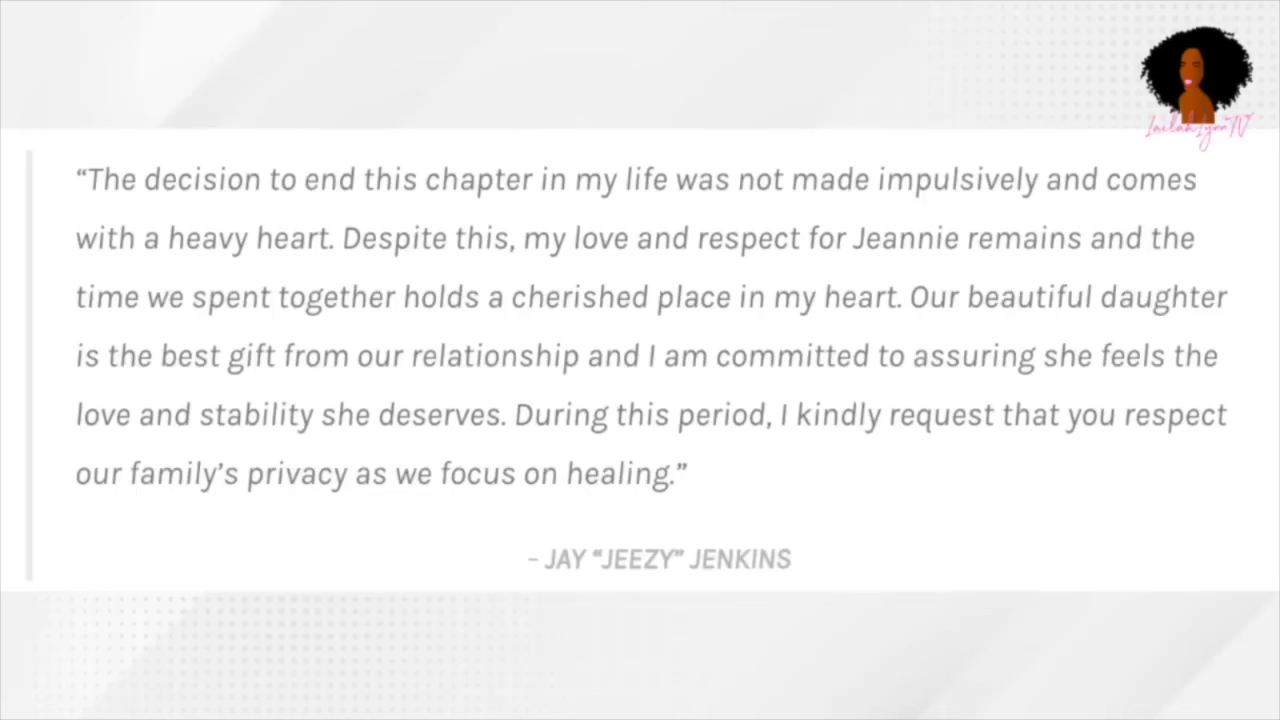 LailahLynnTV
“The decision to end this chapter in my life was not made impulsively and comes
with a heavy heart. Despite this, my love and respect for Jeannie remains and the
time we spent together holds a cherished place in my heart. Our beautiful daughter
is the best gift from our relationship and I am committed to assuring she feels the
love and stability she deserves. During this period, I kindly request that you respect
our family’s privacy as we focus on healing.”
– JAY “JEEZY” JENKINS